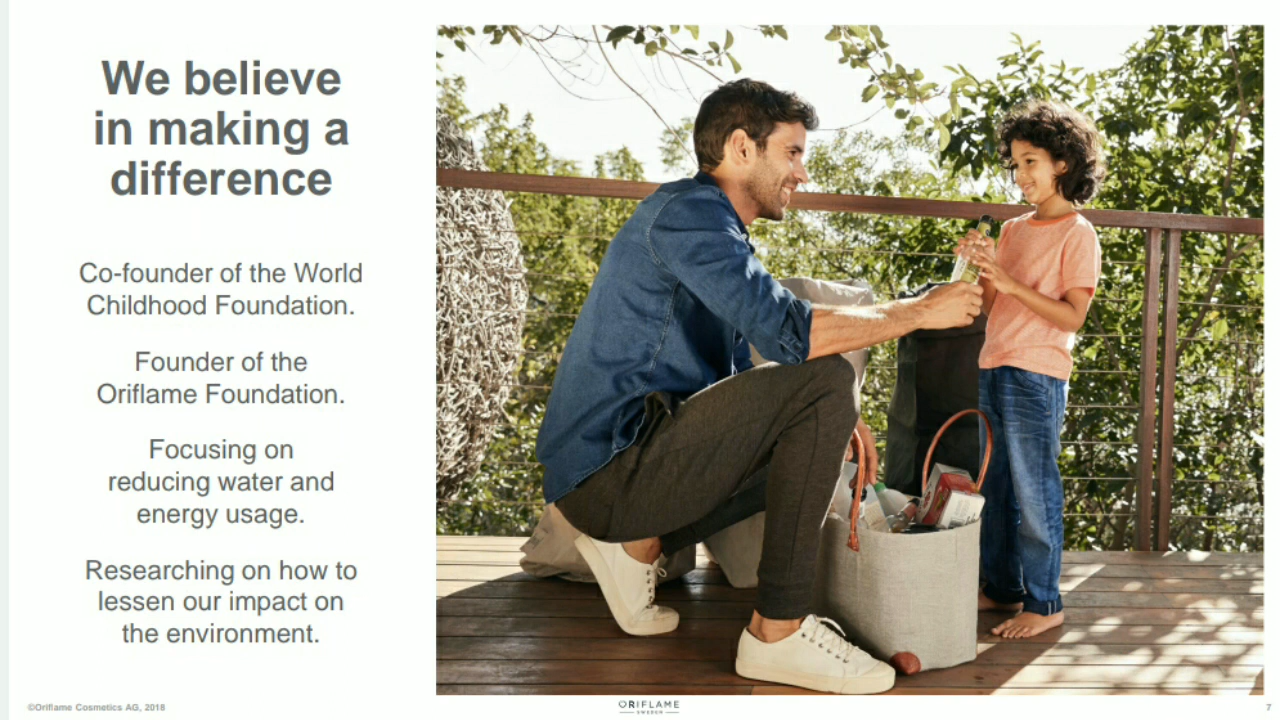 We believe
in making a
difference
Co-founder of the World
Childhood Foundation.
Founder of the
Oriflame Foundation.
Focusing on
reducing water and
energy usage.
Researching on how to
lessen our impact on
the environment.
©Oriflame Cosmetics AG, 2018
ORIFLAME
SWEDEN
7